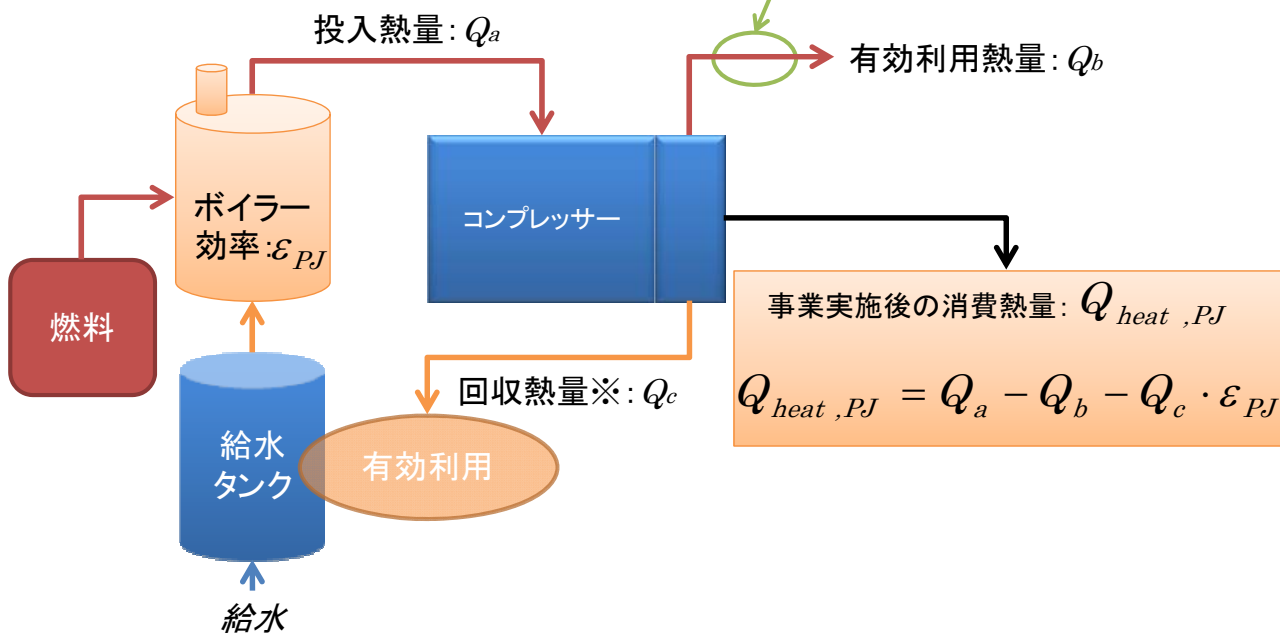 投入熱量：Qa
有効利用熱量：Qb
ボイラー
効率：εPJ
コンプレッサー
燃料
事業実施後の消費熱量：Qheat ,PJ
Qheat ,PJ = Qa − Qb − Qc · εPJ
回収熱量※：Qc
給水
タンク
有効利用
給水